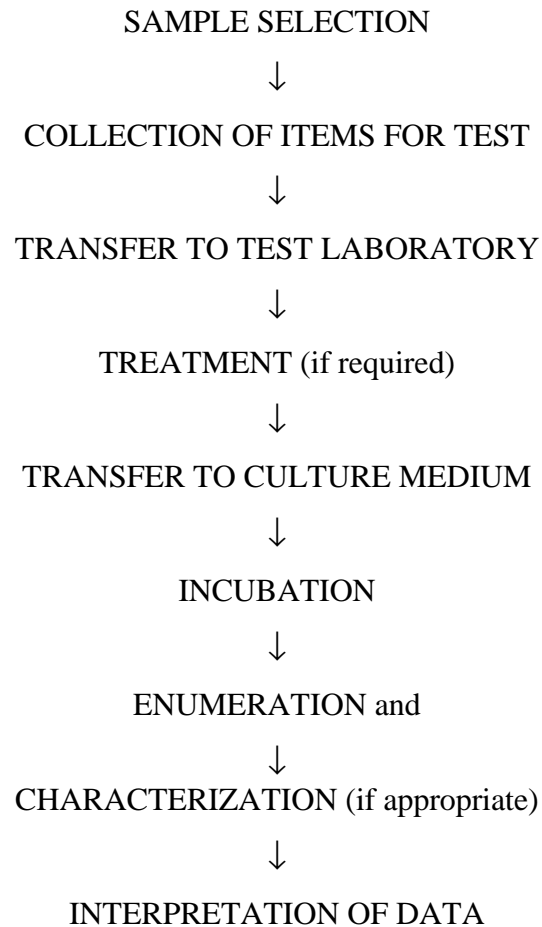 SAMPLE SELECTION
↓
COLLECTION OF ITEMS FOR TEST
↓
TRANSFER TO TEST LABORATORY
↓
TREATMENT (if required)
↓
TRANSFER TO CULTURE MEDIUM
↓
INCUBATION
↓
ENUMERATION and
↓
CHARACTERIZATION (if appropriate)
↓
INTERPRETATION OF DATA